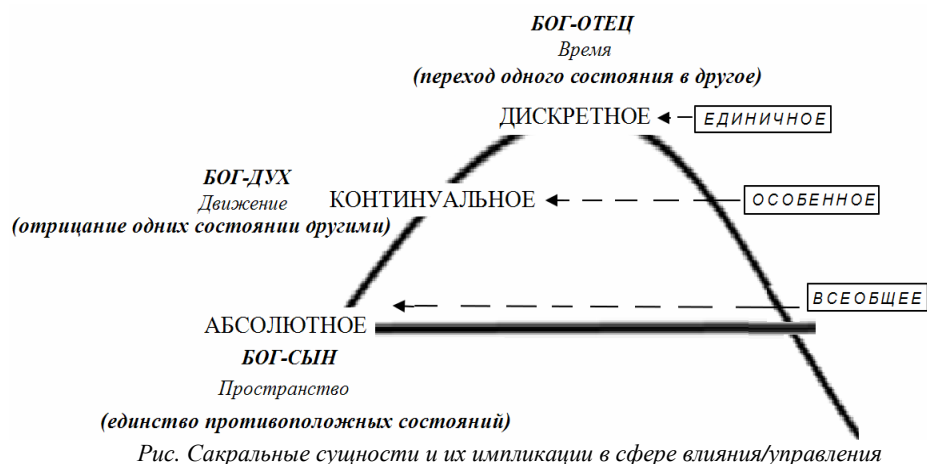 БОГ-ОТЕЦ
Время
(переход одного состояния в другое)
ДИСКРЕТНОЕ
ЕДИНИЧНОЕ
БОГ-ДУХ
Движение
КОНТИНУАЛЬНОЕ
ОСОБЕННОЕ
(отрицание одних состоянии другими)
ВСЕОБЩЕЕ
АБСОЛЮТНОЕ
БОГ-СЫН
Пространство
(единство противоположных состояний)
Рис. Сакральные сущности и их импликации в сфере влияния/управления